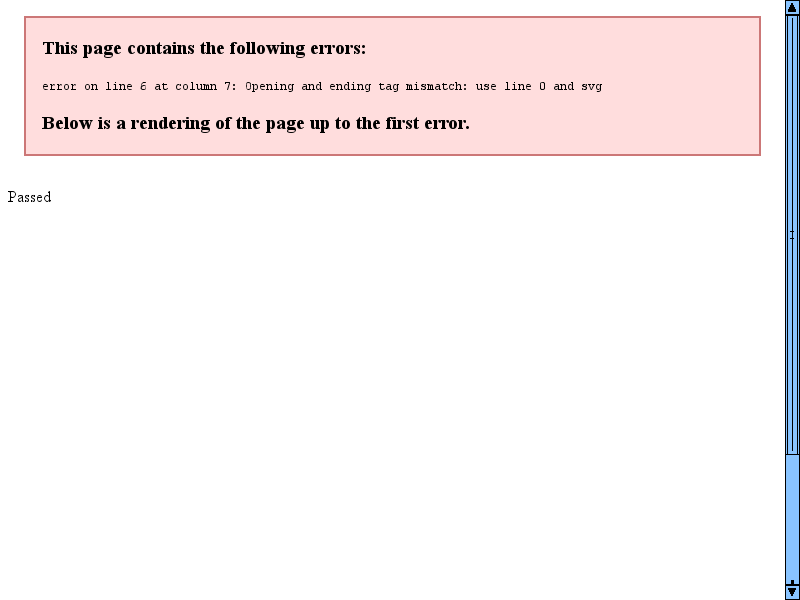 This page contains the following errors:
error on line 6 at column 7: Opening and ending tag mismatch: use line 0 and svg
Below is a rendering of the page up to the first error.
Passed